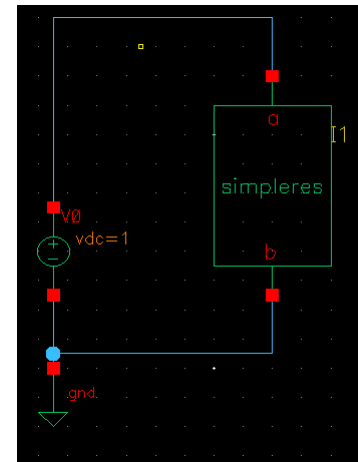 a
I1
simpleres
V0
vdc=1
b
gnd